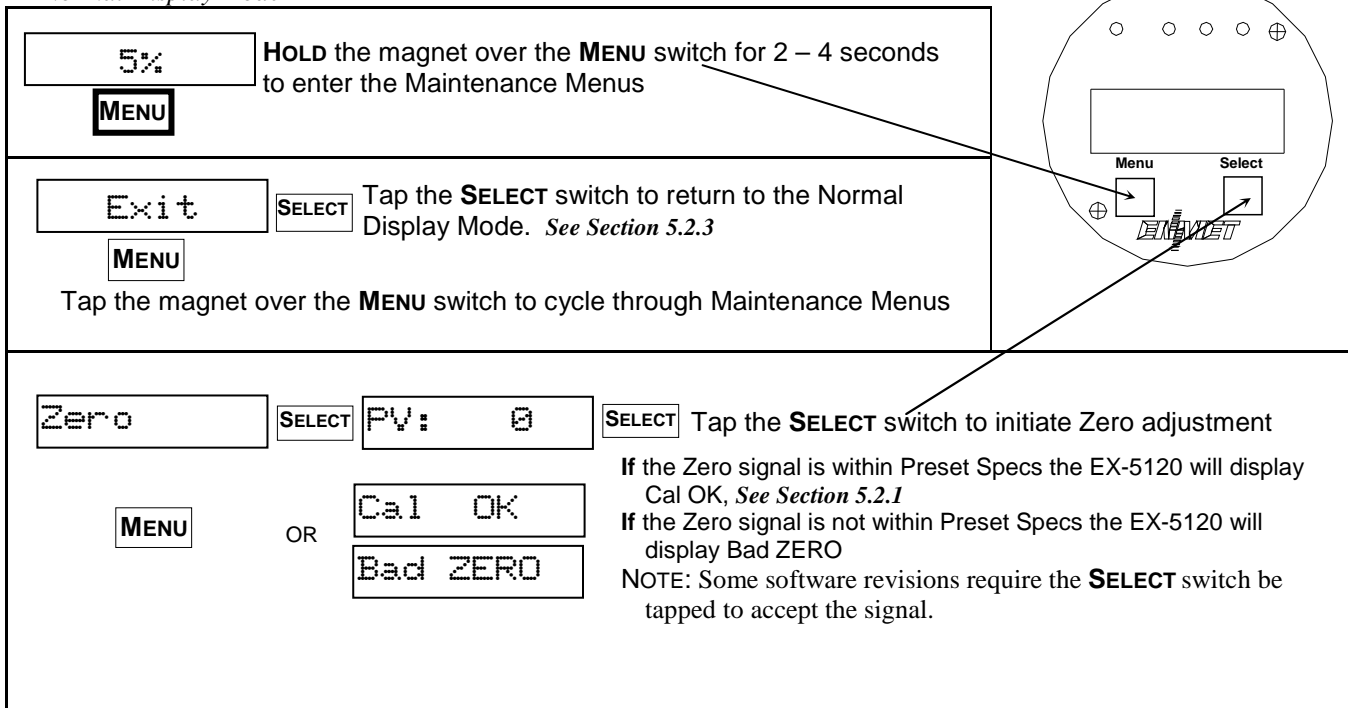 5%
HOLD the magnet over the MENU switch for 2 – 4 seconds
to enter the Maintenance Menus
MENU
Menu Select
ENMET
Exit
SELECT
Tap the SELECT switch to return to the Normal
Display Mode. See Section 5.2.3
MENU
Tap the magnet over the MENU switch to cycle through Maintenance Menus
Zero
SELECT
PV: 0
SELECT
Tap the SELECT switch to initiate Zero adjustment
If the Zero signal is within Preset Specs the EX-5120 will display
Cal OK, See Section 5.2.1
If the Zero signal is not within Preset Specs the EX-5120 will
display Bad ZERO
NOTE: Some software revisions require the SELECT switch be
tapped to accept the signal.
MENU
OR
Cal OK
Bad ZERO